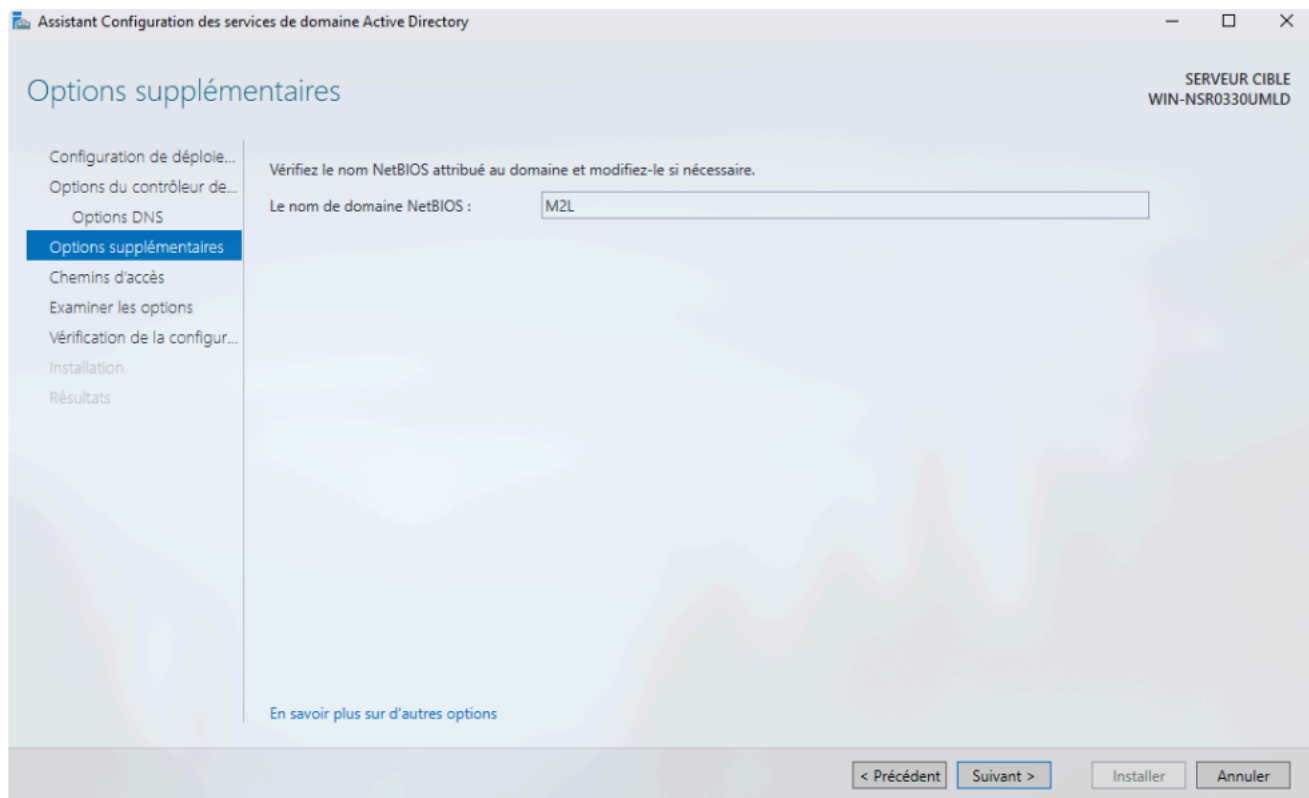 Assistant Configuration des services de domaine Active Directory
Options supplémentaires
SERVEUR CIBLE
WIN-NSR0330UMLD
Configuration de déploie...
Options du contrôleur de...
Options DNS
Options supplémentaires
Chemins d'accès
Examiner les options
Vérification de la configur...
Installation
Résultats
Vérifiez le nom NetBIOS attribué au domaine et modifiez-le si nécessaire.
Le nom de domaine NetBIOS : M2L
En savoir plus sur d'autres options
< Précédent Suivant > Installer Annuler